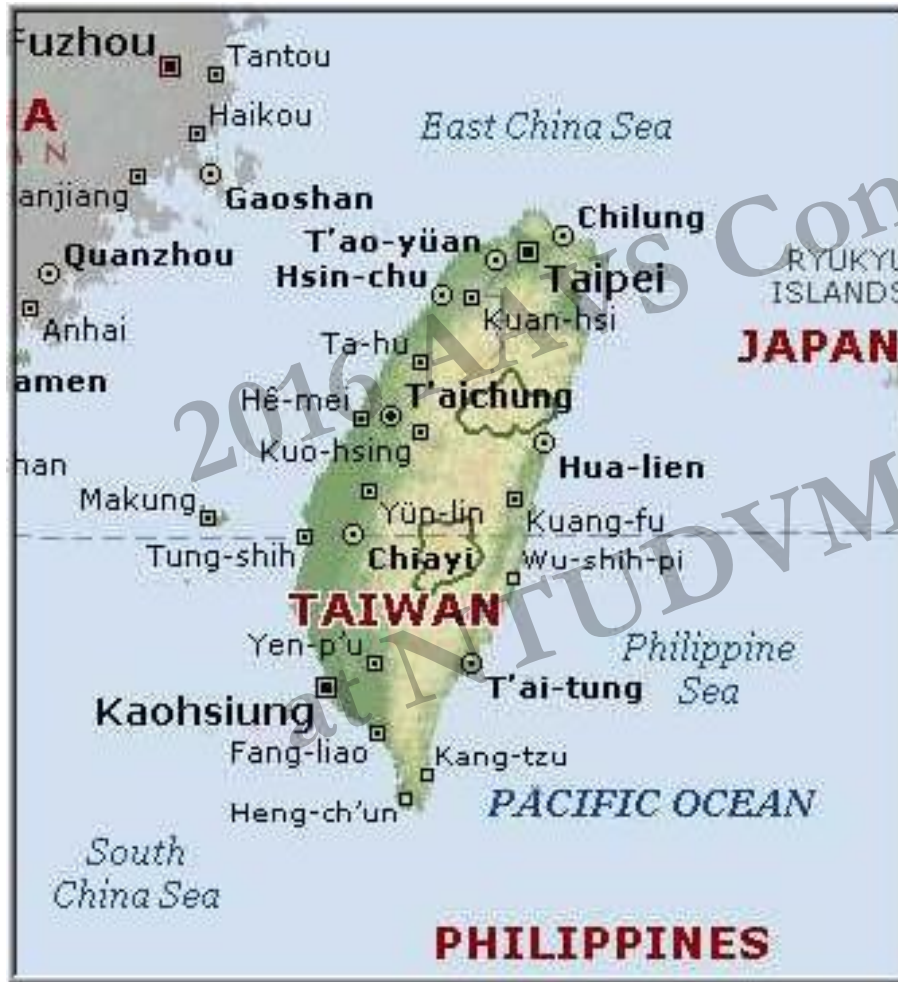 Fuzhou
Tantou
Haikou
A
A N
anjiang
Gaoshan
East China Sea
Chilung
T'ao-yüan
Quanzhou
Hsin-chu
Taipei
RYUKYU
ISLANDS
Kuan-hsi
Anhai
Ta-hu
JAPAN
amen
Hê-mei
T'aichung
Kuo-hsing
Hua-lien
han
Makung
Yün-lin
Kuang-fu
Tung-shih
Chiayi
Wu-shih-pi
TAIWAN
Yen-p'u
Philippine
Sea
T'ai-tung
Kaohsiung
Fang-liao
Kang-tzu
Heng-ch'un
PACIFIC OCEAN
South
China Sea
PHILIPPINES
2016 AAVS Con
at NTUDVM